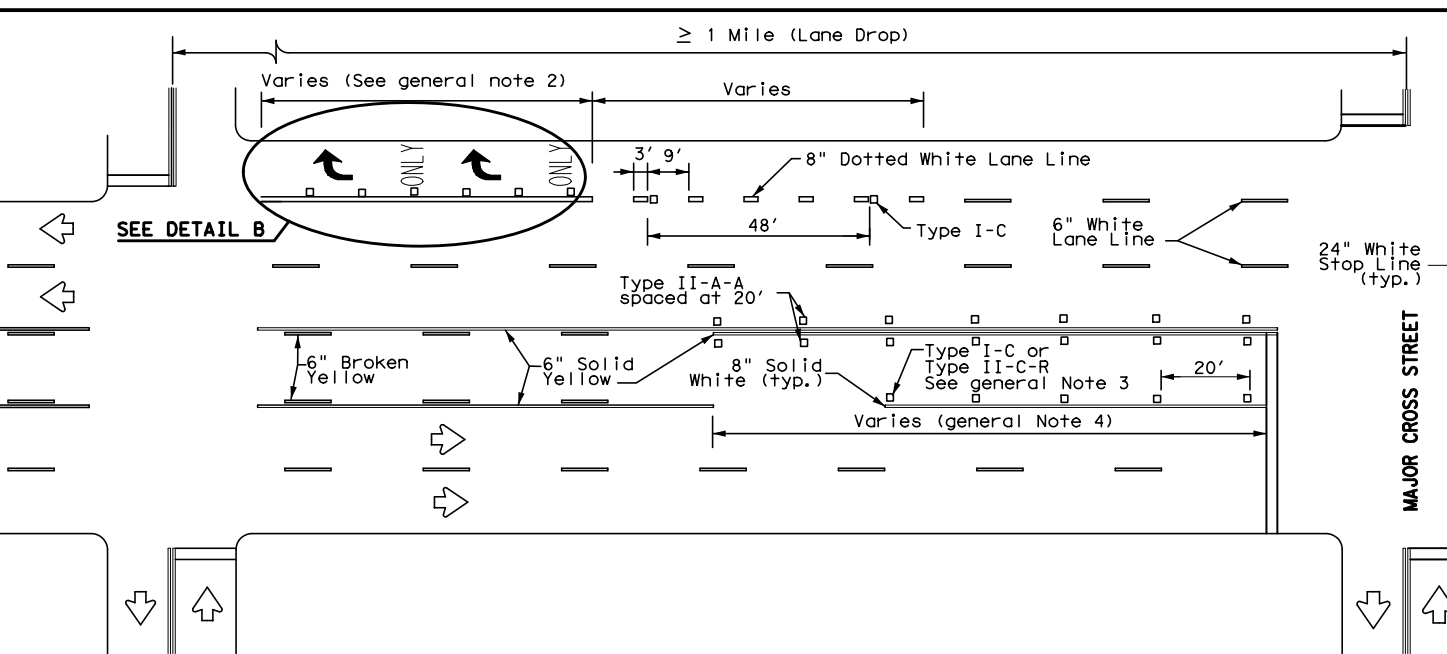 ≥ 1 Mile (Lane Drop)
Varies (See general note 2)
Varies
ONLY
ONLY
3'
9'
8" Dotted White Lane Line
SEE DETAIL B
48'
Type I-C
6" White
Lane Line
24" White
Stop Line
(typ.)
Type II-A-A
spaced at 20'
6" Broken
Yellow
6" Solid
Yellow
8" Solid
White (typ.)
Type I-C or
Type II-C-R
See general Note 3
20'
Varies (general Note 4)
MAJOR CROSS STREET